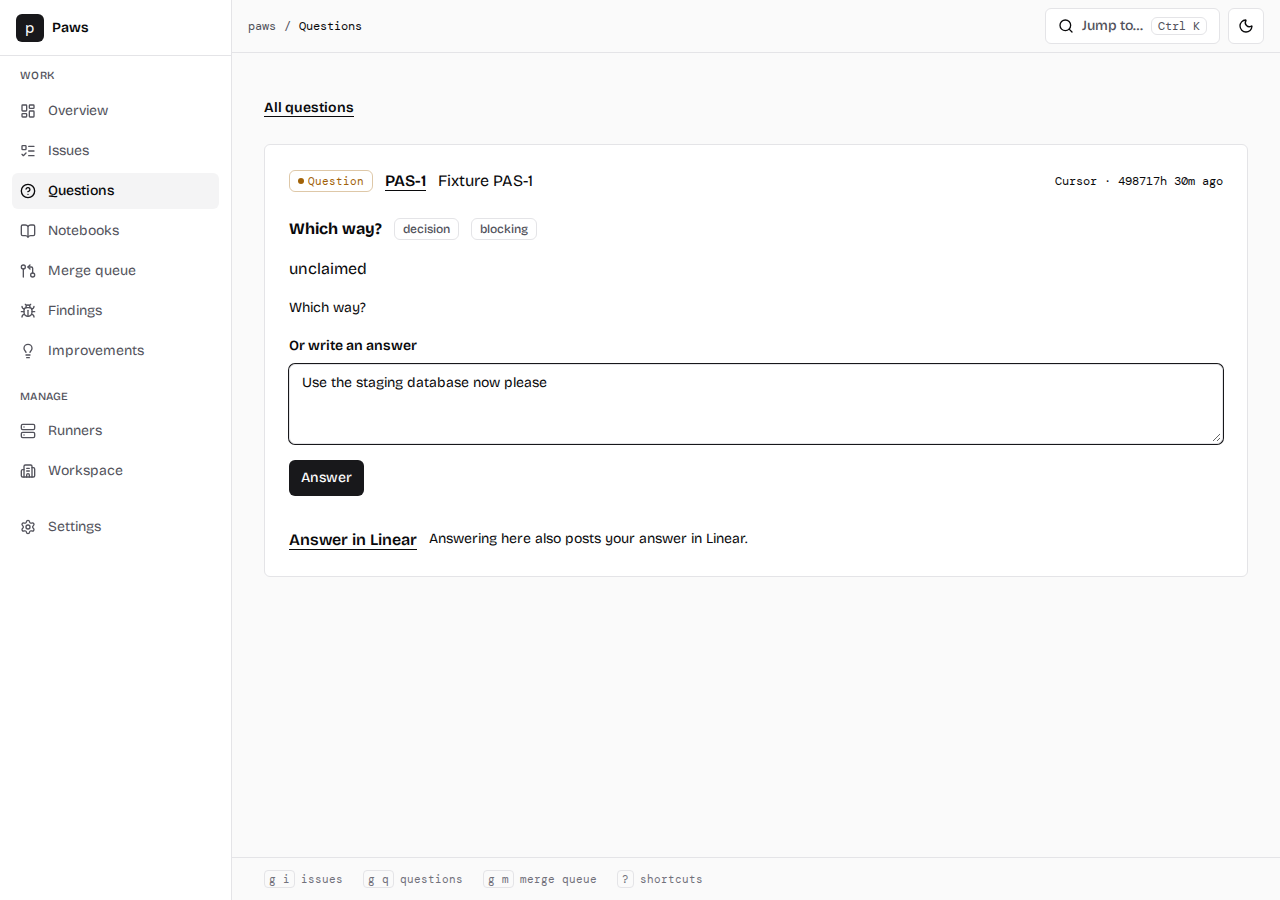 p Paws
paws / Questions
Jump to... Ctrl K
WORK
Overview
Issues
Questions
Notebooks
Merge queue
Findings
Improvements
MANAGE
Runners
Workspace
Settings
All questions
Question PAS-1 Fixture PAS-1 Cursor · 498717h 30m ago
Which way? decision blocking
unclaimed
Which way?
Or write an answer
Use the staging database now please
Answer
Answer in Linear Answering here also posts your answer in Linear.
g i issues g q questions g m merge queue ? shortcuts